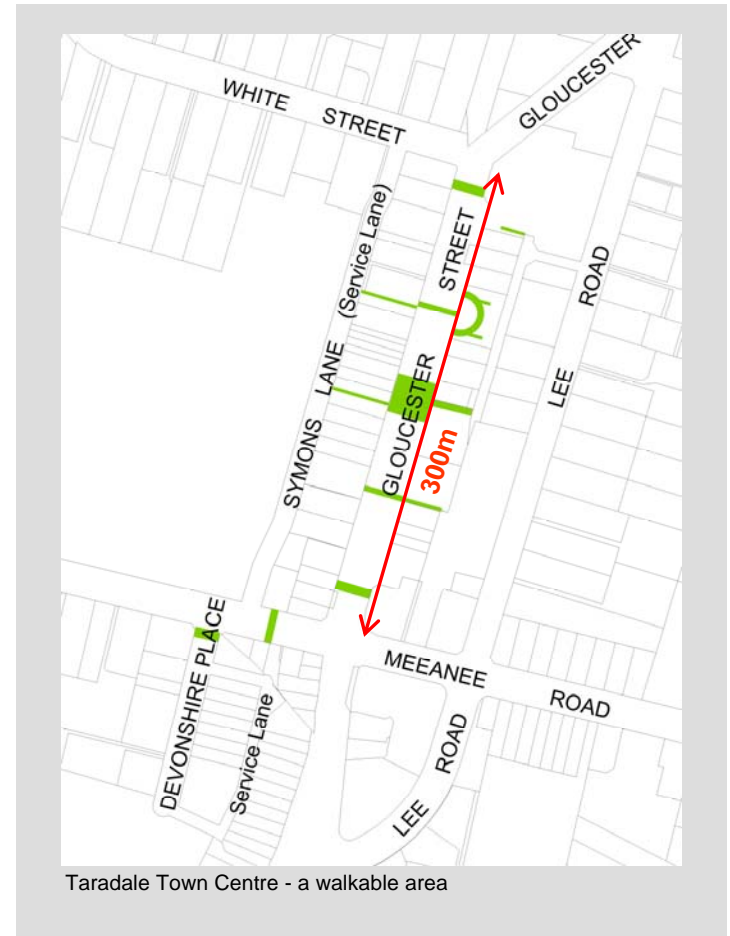 GLOUCESTER
WHITE STREET
(Service Lane)
STREET
ROAD
LEE
GLOUCESTER
LANE
SYMONS
300m
DEVONSHIRE PLACE
MEEANEE
ROAD
Service Lane
ROAD
LEE
Taradale Town Centre - a walkable area